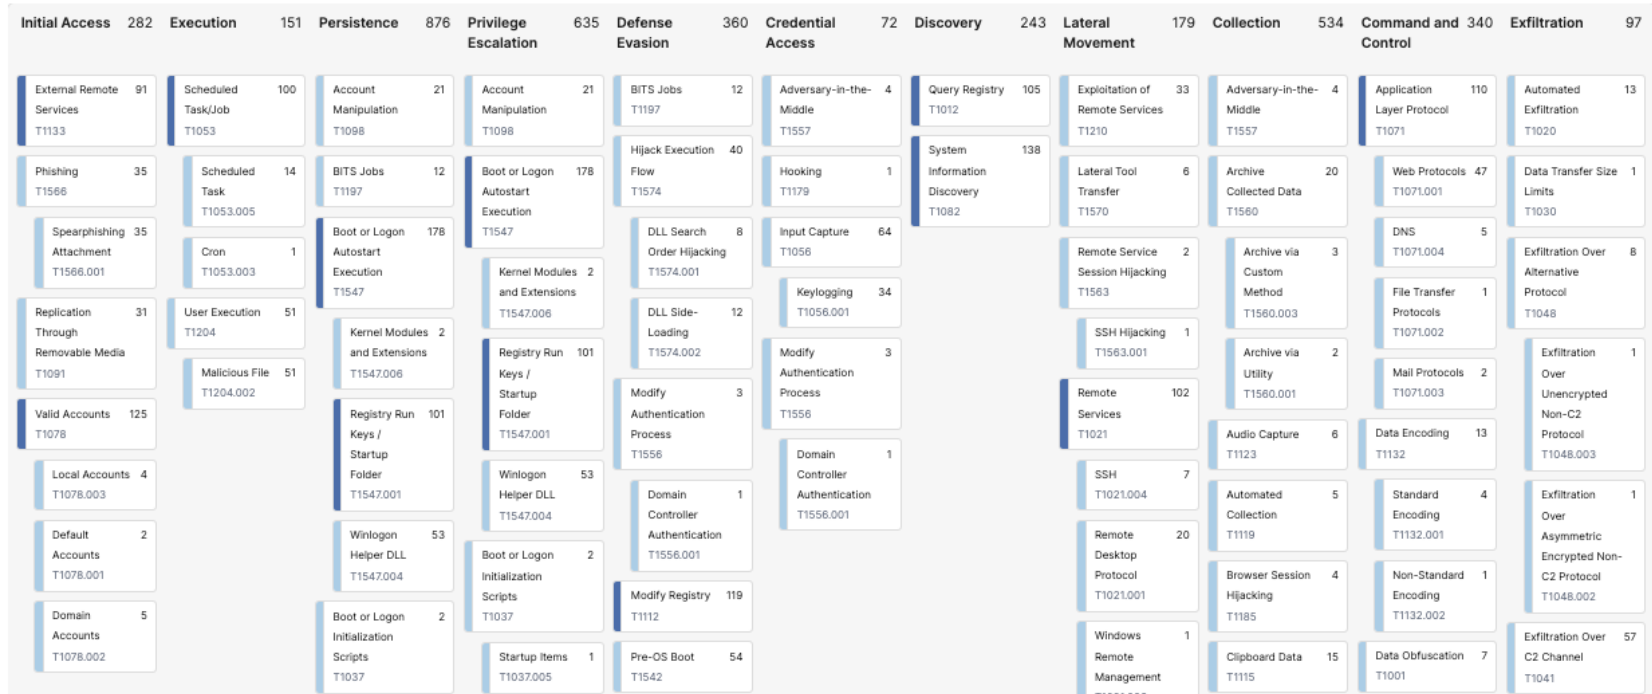 Initial Access 282
External Remote 91
Services
T1133
Phishing 35
T1566
Spearphishing 35
Attachment
T1566.001
Replication 31
Through
Removable Media
T1091
Valid Accounts 125
T1078
Local Accounts 4
T1078.003
Default 2
Accounts
T1078.001
Domain 5
Accounts
T1078.002
Execution 151
Scheduled 100
Task/Job
T1053
Scheduled 14
Task
T1053.005
Cron 1
T1053.003
User Execution 51
T1204
Malicious File 51
T1204.002
Persistence 876
Account 21
Manipulation
T1098
BITS Jobs 12
T1197
Boot or Logon 178
Autostart
Execution
T1547
Kernel Modules 2
and Extensions
T1547.006
Registry Run 101
Keys /
Startup
Folder
T1547.001
Winlogon 53
Helper DLL
T1547.004
Boot or Logon 2
Initialization
Scripts
T1037
Privilege 635
Escalation
Account 21
Manipulation
T1098
Boot or Logon 178
Autostart
Execution
T1547
Kernel Modules 2
and Extensions
T1547.006
Registry Run 101
Keys /
Startup
Folder
T1547.001
Winlogon 53
Helper DLL
T1547.004
Boot or Logon 2
Initialization
Scripts
T1037
Startup Items 1
T1037.005
Defense 360
Evasion
BITS Jobs 12
T1197
Hijack Execution 40
Flow
T1574
DLL Search 8
Order Hijacking
T1574.001
DLL Side- 12
Loading
T1574.002
Modify 3
Authentication
Process
T1556
Domain 1
Controller
Authentication
T1556.001
Modify Registry 119
T1112
Pre-OS Boot 54
T1542
Credential 72
Access
Adversary-in-the- 4
Middle
T1557
Hooking 1
T1179
Input Capture 64
T1056
Keylogging 34
T1056.001
Modify 3
Authentication
Process
T1556
Domain 1
Controller
Authentication
T1556.001
Discovery 243
Query Registry 105
T1012
System 138
Information
Discovery
T1082
Lateral 179
Movement
Exploitation of 33
Remote Services
T1210
Lateral Tool 6
Transfer
T1570
Remote Service 2
Session Hijacking
T1563
SSH Hijacking 1
T1563.001
Remote 102
Services
T1021
SSH 7
T1021.004
Remote 20
Desktop
Protocol
T1021.001
Windows 1
Remote
Management
Collection 534
Adversary-in-the- 4
Middle
T1557
Archive 20
Collected Data
T1560
Archive via 3
Custom
Method
T1560.003
Archive via 2
Utility
T1560.001
Audio Capture 6
T1123
Automated 5
Collection
T1119
Browser Session 4
Hijacking
T1185
Clipboard Data 15
T1115
Command and 340
Control
Application 110
Layer Protocol
T1071
Web Protocols 47
T1071.001
DNS 5
T1071.004
File Transfer 1
Protocols
T1071.002
Mail Protocols 2
T1071.003
Data Encoding 13
T1132
Standard 4
Encoding
T1132.001
Non-Standard 1
Encoding
T1132.002
Data Obfuscation 7
T1001
Exfiltration 97
Automated 13
Exfiltration
T1020
Data Transfer Size 1
Limits
T1030
Exfiltration Over 8
Alternative
Protocol
T1048
Exfiltration 1
Over
Unencrypted
Non-C2
Protocol
T1048.003
Exfiltration 1
Over
Asymmetric
Encrypted Non-
C2 Protocol
T1048.002
Exfiltration Over 57
C2 Channel
T1041